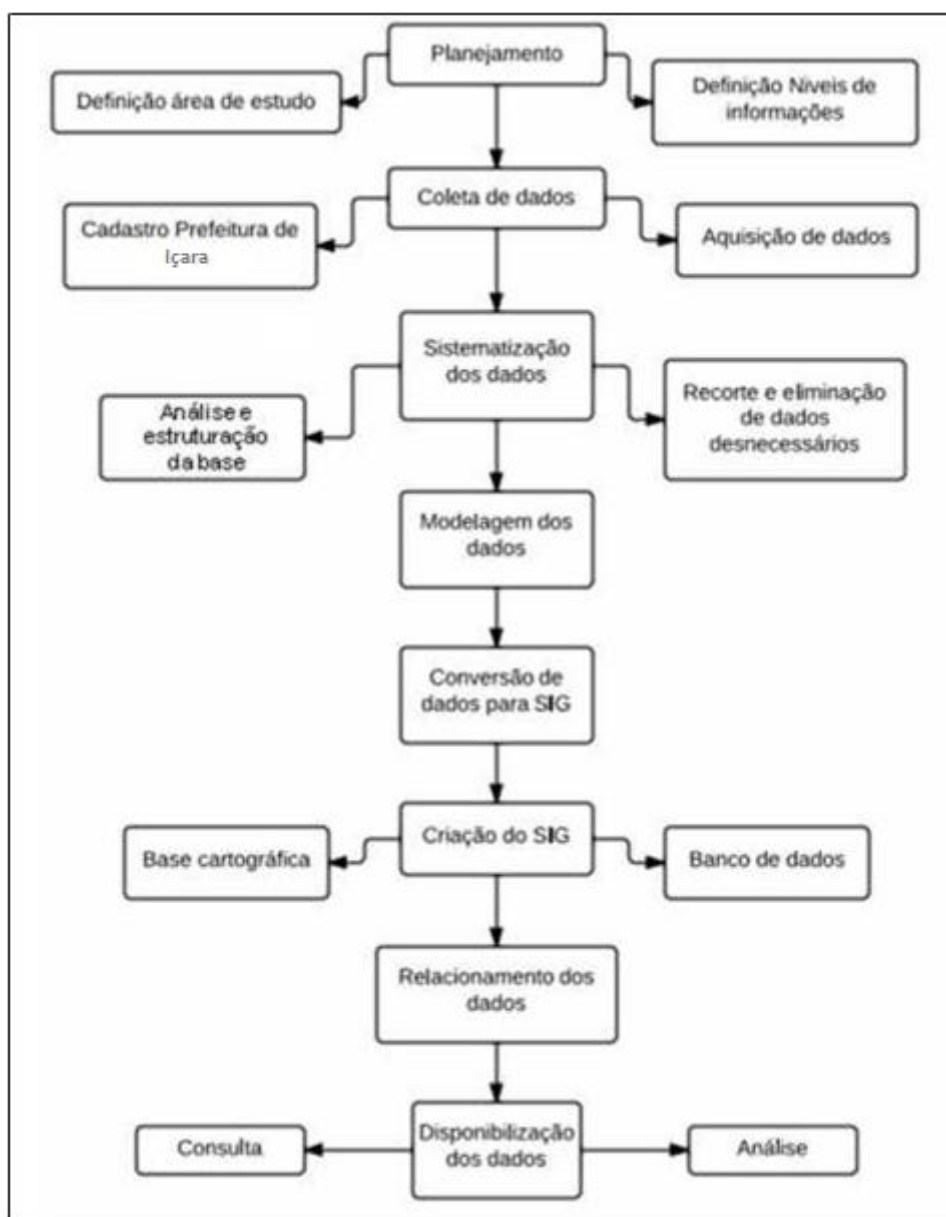 Planejamento
Definição área de estudo
Definição Níveis de
informações
Coleta de dados
Cadastro Prefeitura de
Içara
Aquisição de dados
Sistematização
dos dados
Análise e
estruturação
da base
Recorte e eliminação
de dados
desnecessários
Modelagem dos
dados
Conversão de
dados para SIG
Criação do SIG
Base cartográfica
Banco de dados
Relacionamento dos
dados
Disponibilização
dos dados
Consulta
Análise